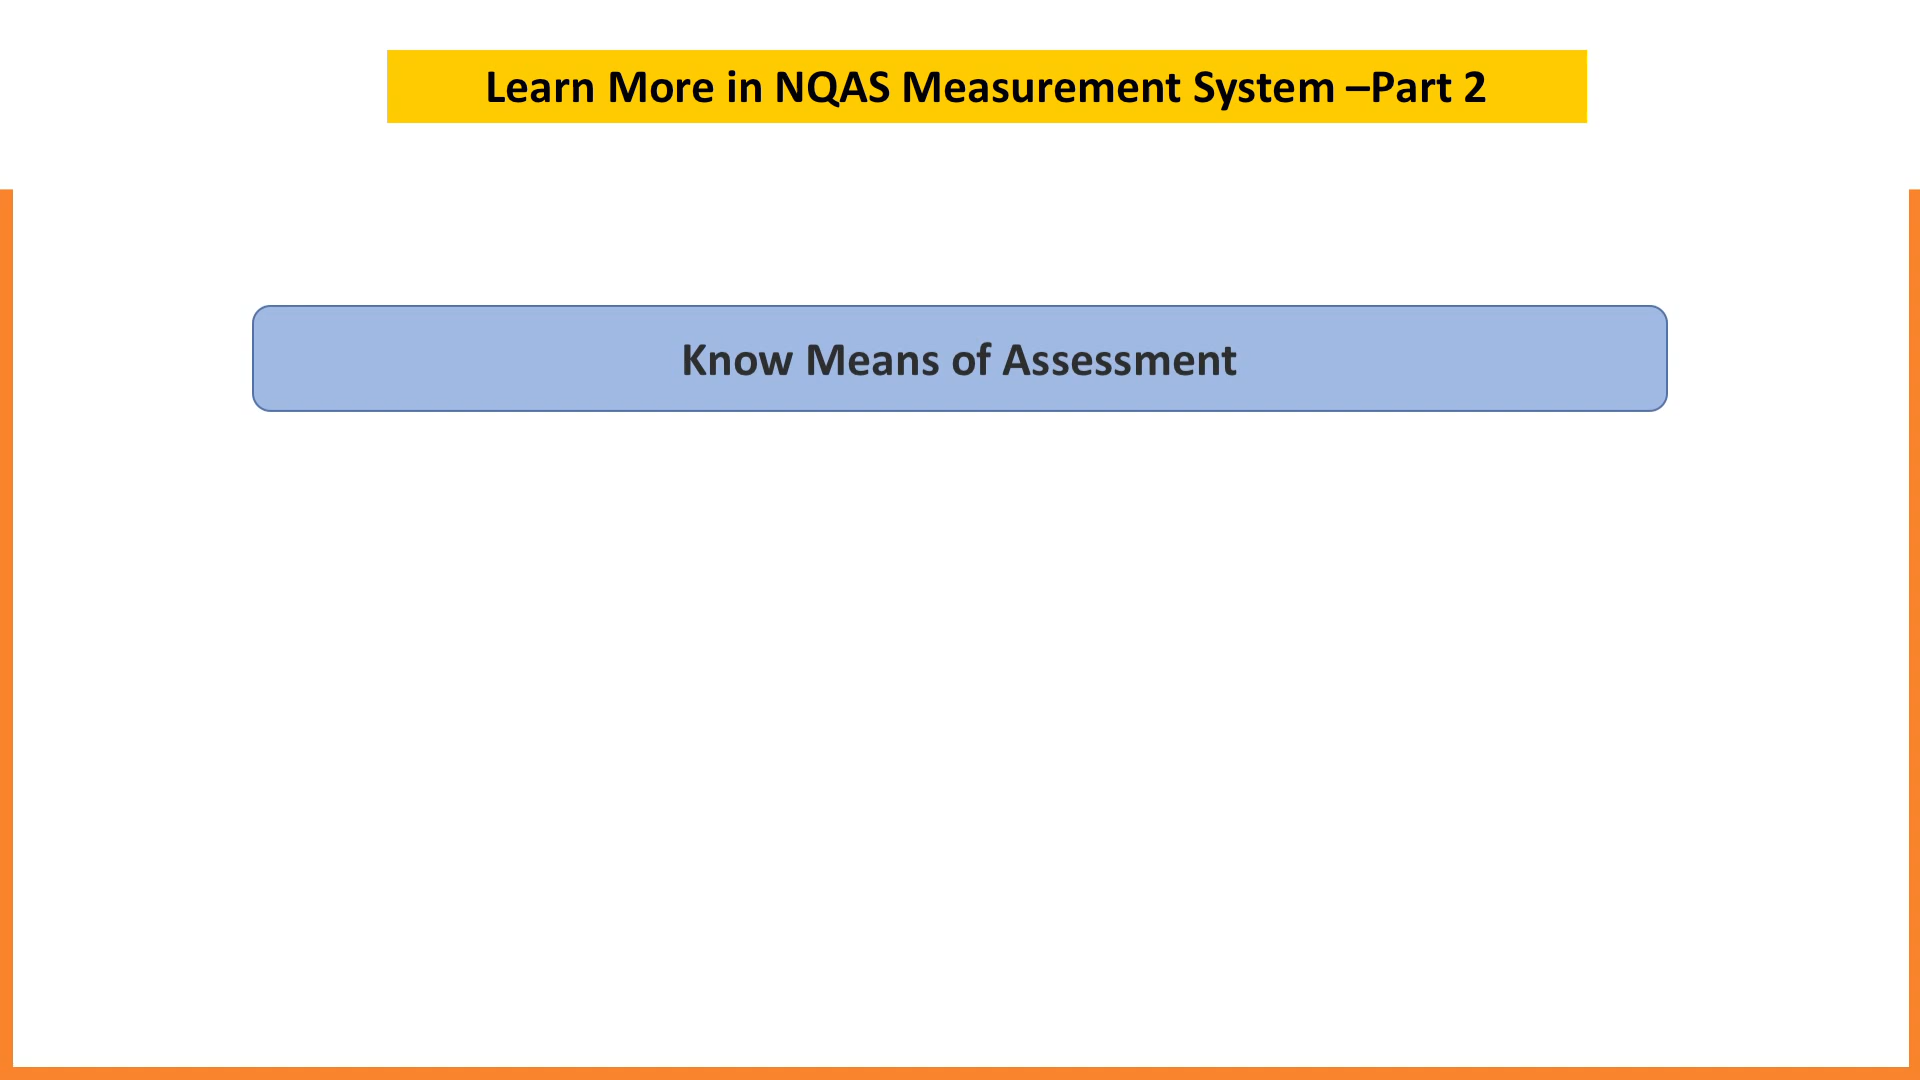 Learn More in NQAS Measurement System –Part 2
Know Means of Assessment